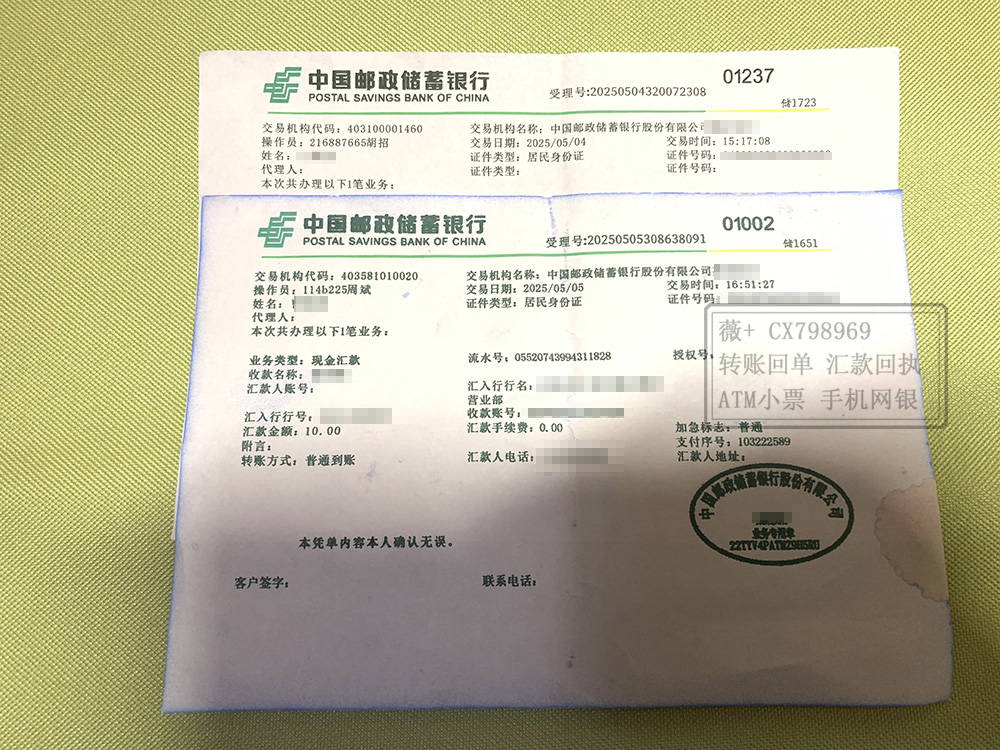 中国邮政储蓄银行
POSTAL SAVINGS BANK OF CHINA
受理号:20250504320072308
01237
储1723
交易机构代码: 403100001460
交易机构名称: 中国邮政储蓄银行股份有限公
操作员: 216887665胡招
交易日期: 2025/05/04
交易时间: 15:17:08
姓名:
证件类型: 居民身份证
证件号码:
代理人:
证件类型:
证件号码:
本次共办理以下1笔业务:
中国邮政储蓄银行
POSTAL SAVINGS BANK OF CHINA
受理号:20250505308638091
01002
储1651
交易机构代码: 403581010020
交易机构名称: 中国邮政储蓄银行股份有限公司
操作员: 114b225周斌
交易日期: 2025/05/05
交易时间: 16:51:27
姓名:
证件类型: 居民身份证
证件号码
代理人:
本次共办理以下1笔业务:
薇+ CX798969
转账回单 汇款回执
ATM小票 手机网银
业务类型: 现金汇款
流水号: 05520743994311828
授权号:
收款名称:
汇款人账号:
汇入行行名:
营业部
汇入行行号:
收款账号:
汇款金额: 10.00
汇款手续费: 0.00
加急标志: 普通
附言:
支付序号: 103222589
转账方式: 普通到账
汇款人电话:
汇款人地址:
中国邮政储蓄银行股份有限公司
业务专用章
本凭单内容本人确认无误。
客户签字:
联系电话: